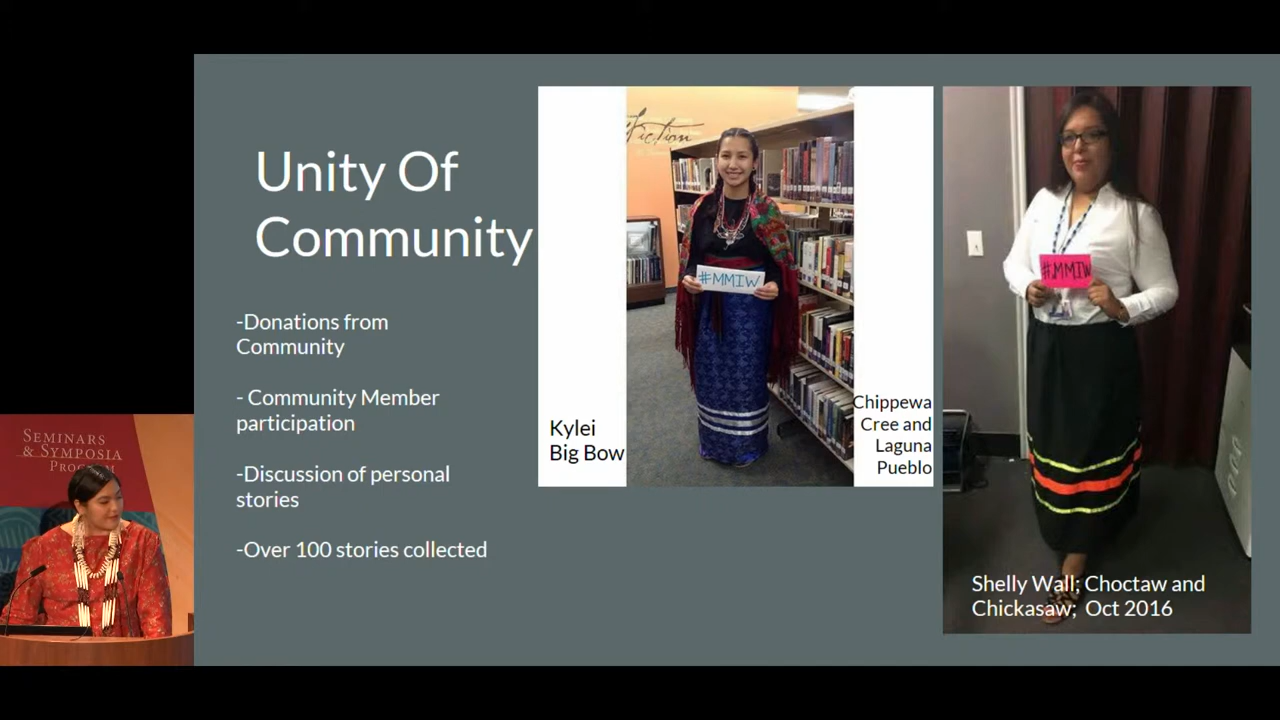 Unity Of
Community
-Donations from
Community
- Community Member
participation
-Discussion of personal
stories
-Over 100 stories collected
Fiction
#MMIW
Kylei
Big Bow
Chippewa
Cree and
Laguna
Pueblo
#MMIW
Shelly Wall; Choctaw and
Chickasaw; Oct 2016
SEMINARS
& SYMPOSIA
PROGRAM